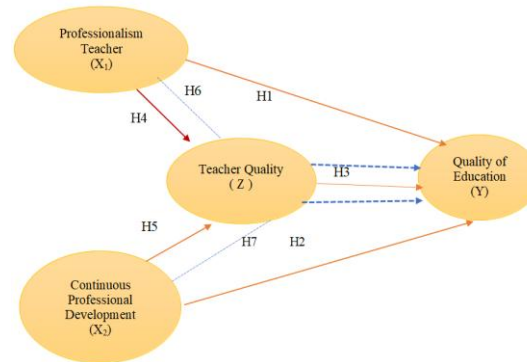 Professionalism
Teacher
(X₁)
H1
H6
H4
Teacher Quality
( Z )
H3
Quality of
Education
(Y)
H5
H7
H2
Continuous
Professional
Development
(X₂)